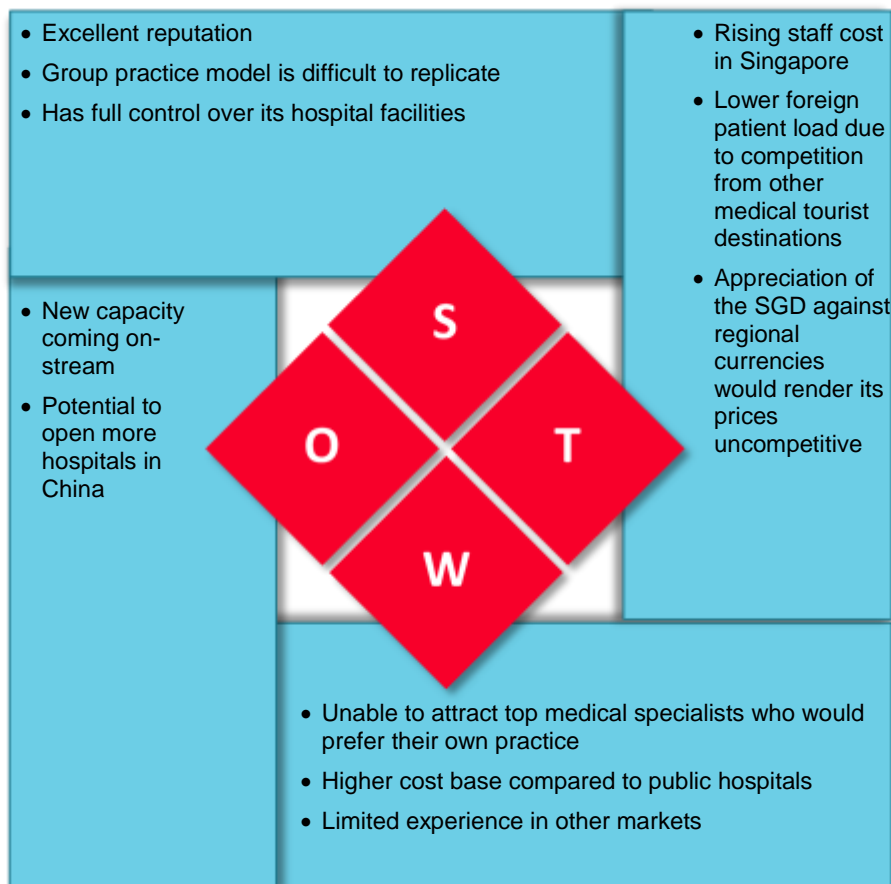 • Excellent reputation
• Group practice model is difficult to replicate
• Has full control over its hospital facilities
• Rising staff cost
in Singapore
• Lower foreign
patient load due
to competition
from other
medical tourist
destinations
• Appreciation of
the SGD against
regional
currencies
would render its
prices
uncompetitive
• New capacity
coming on-
stream
• Potential to
open more
hospitals in
China
S
O
T
W
• Unable to attract top medical specialists who would
prefer their own practice
• Higher cost base compared to public hospitals
• Limited experience in other markets